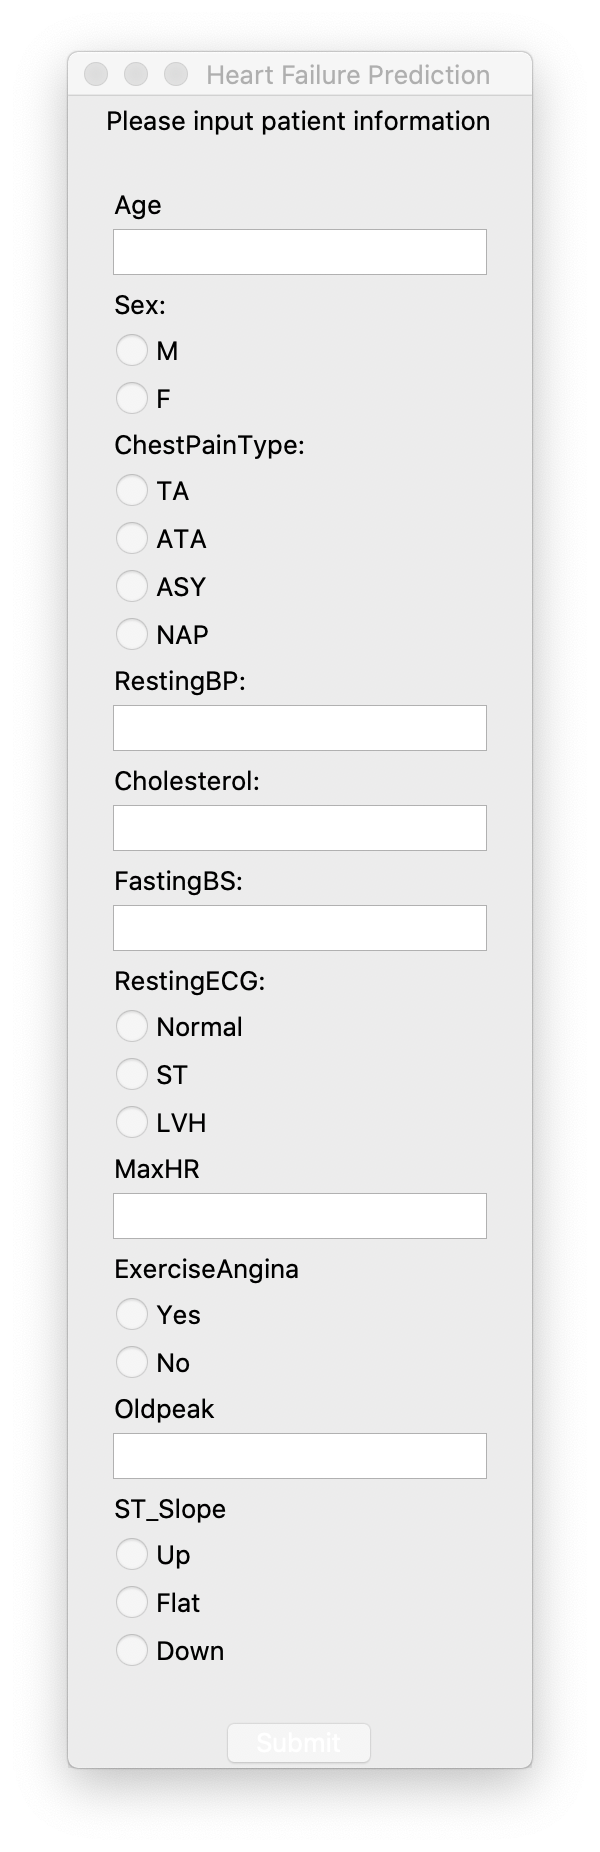 Heart Failure Prediction
Please input patient information
Age
Sex:
M
F
ChestPainType:
TA
ATA
ASY
NAP
RestingBP:
Cholesterol:
FastingBS:
RestingECG:
Normal
ST
LVH
MaxHR
ExerciseAngina
Yes
No
Oldpeak
ST_Slope
Up
Flat
Down
Submit